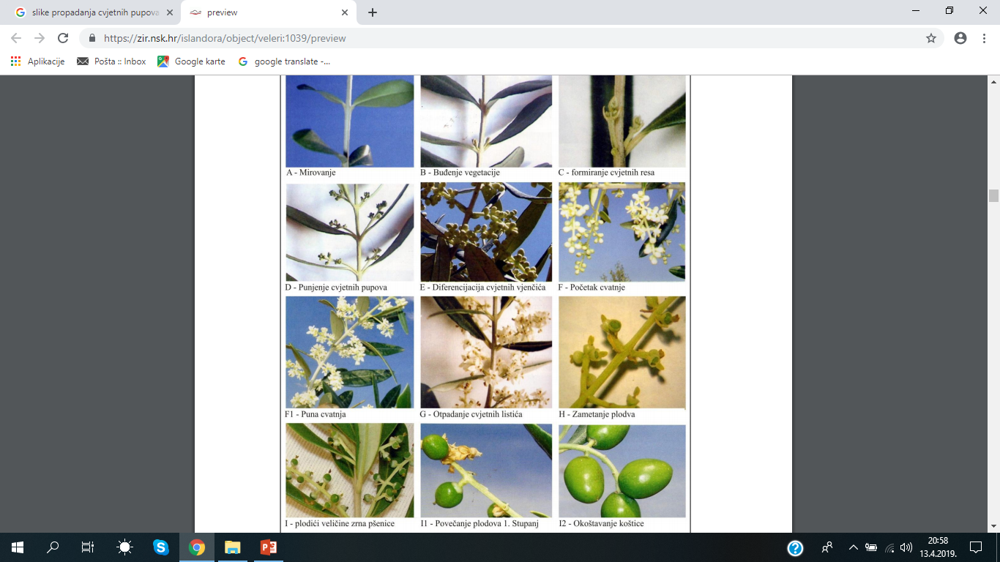 slike propadanja cvjetnih pupova
preview
https://zir.nsk.hr/islandora/object/veleri:1039/preview
Aplikacije
Pošta :: Inbox
Google karte
google translate -...
A - Mirovanje
B - Buđenje vegetacije
C - formiranje cvjetnih resa
D - Punjenje cvjetnih pupova
E - Diferencijacija cvjetnih vjenčića
F - Početak cvatnje
F1 - Puna cvatnja
G - Otpadanje cvjetnih listića
H - Zametanje plodva
I - plodići veličine zrna pšenice
I1 - Povečanje plodova 1. Stupanj
I2 - Okoštavanje koštice
20:58
13.4.2019.